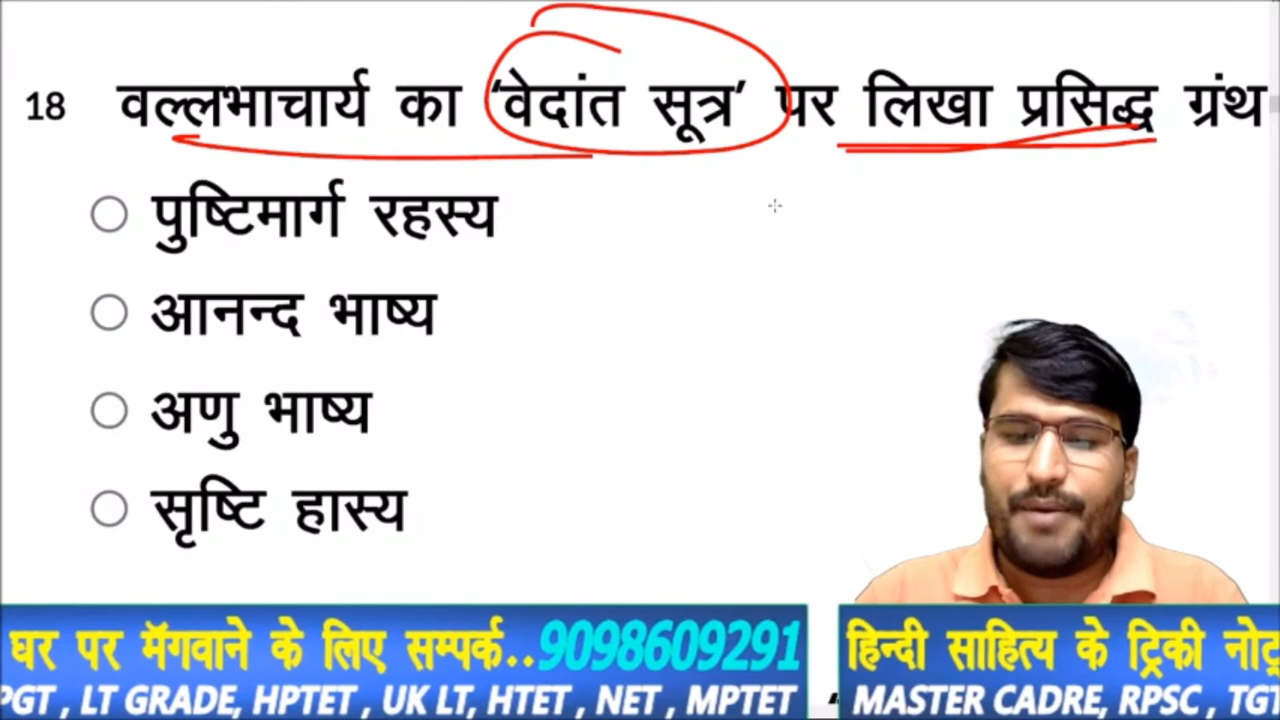 18 वल्लभाचार्य का ‘वेदांत सूत्र’ पर लिखा प्रसिद्ध ग्रंथ
पुष्टिमार्ग रहस्य
आनन्द भाष्य
अणु भाष्य
सृष्टि हास्य
घर पर मॅगवाने के लिए सम्पर्क..9098609291
PGT , LT GRADE, HPTET , UK LT, HTET , NET , MPTET
हिन्दी साहित्य के ट्रिकी नोट्
MASTER CADRE, RPSC , TGT